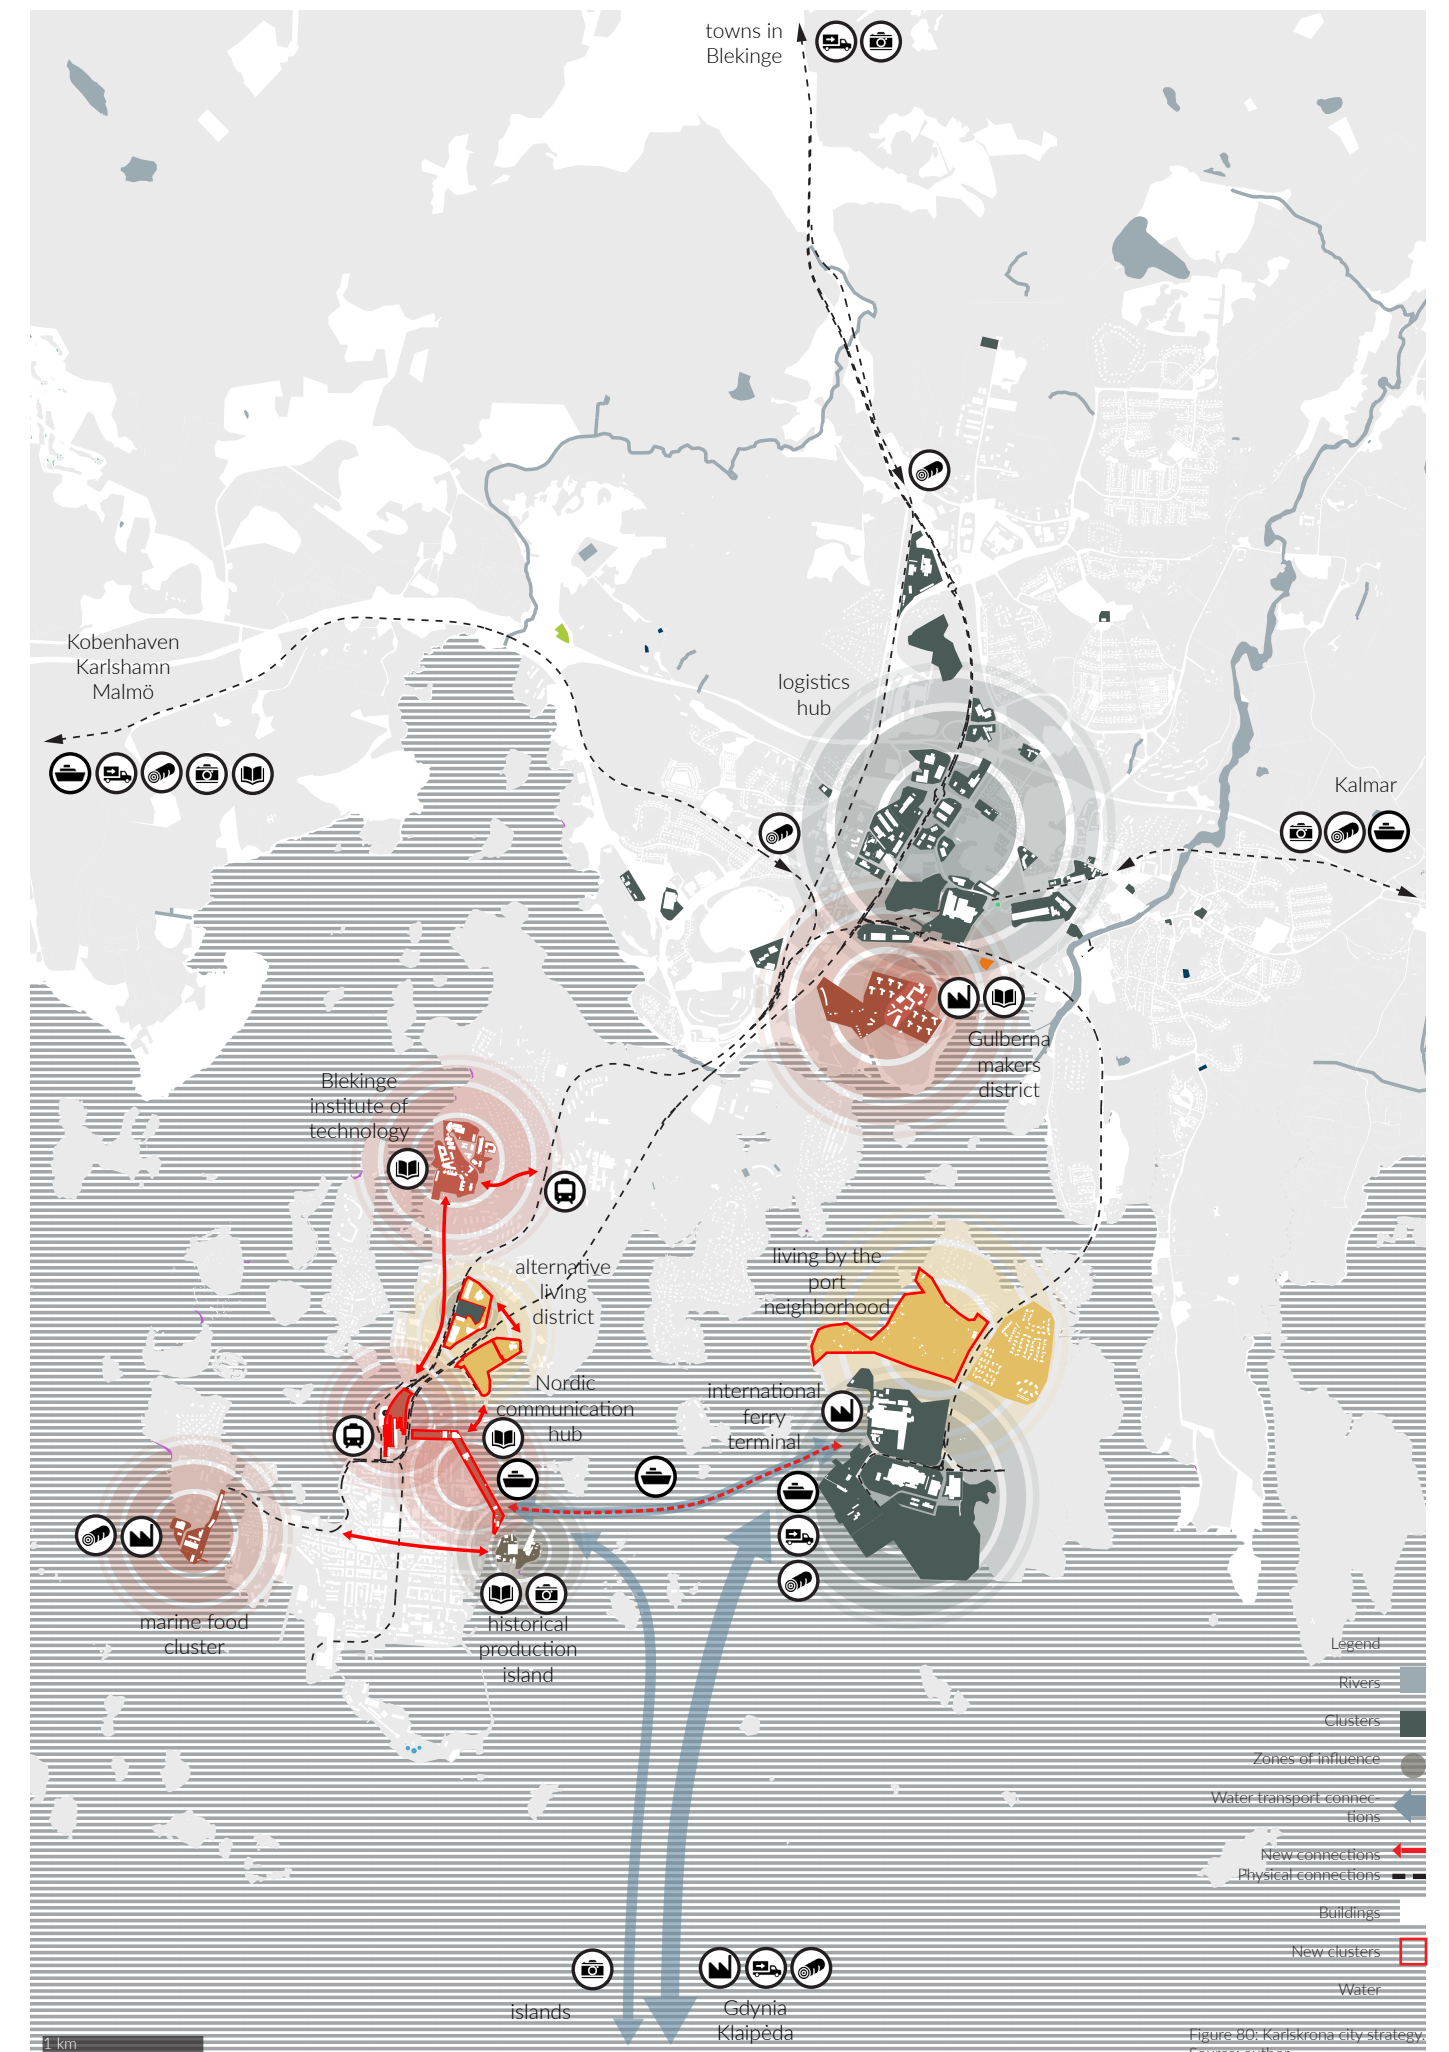 towns in
Blekinge
Kobenhaven
Karlshamn
Malmö
logistics
hub
Kalmar
Gulberna
makers
district
Blekinge
institute of
technology
alternative
living
district
living by the
port
neighborhood
Nordic
communication
hub
international
ferry
terminal
marine food
cluster
historical
production
island
Legend
Rivers
Clusters
Zones of influence
Water transport connec-
tions
New connections
Physical connections
Buildings
New clusters
Water
islands
Gdynia
Klaipėda
1 km
Figure 80: Karlskrona city strategy.
Source: author